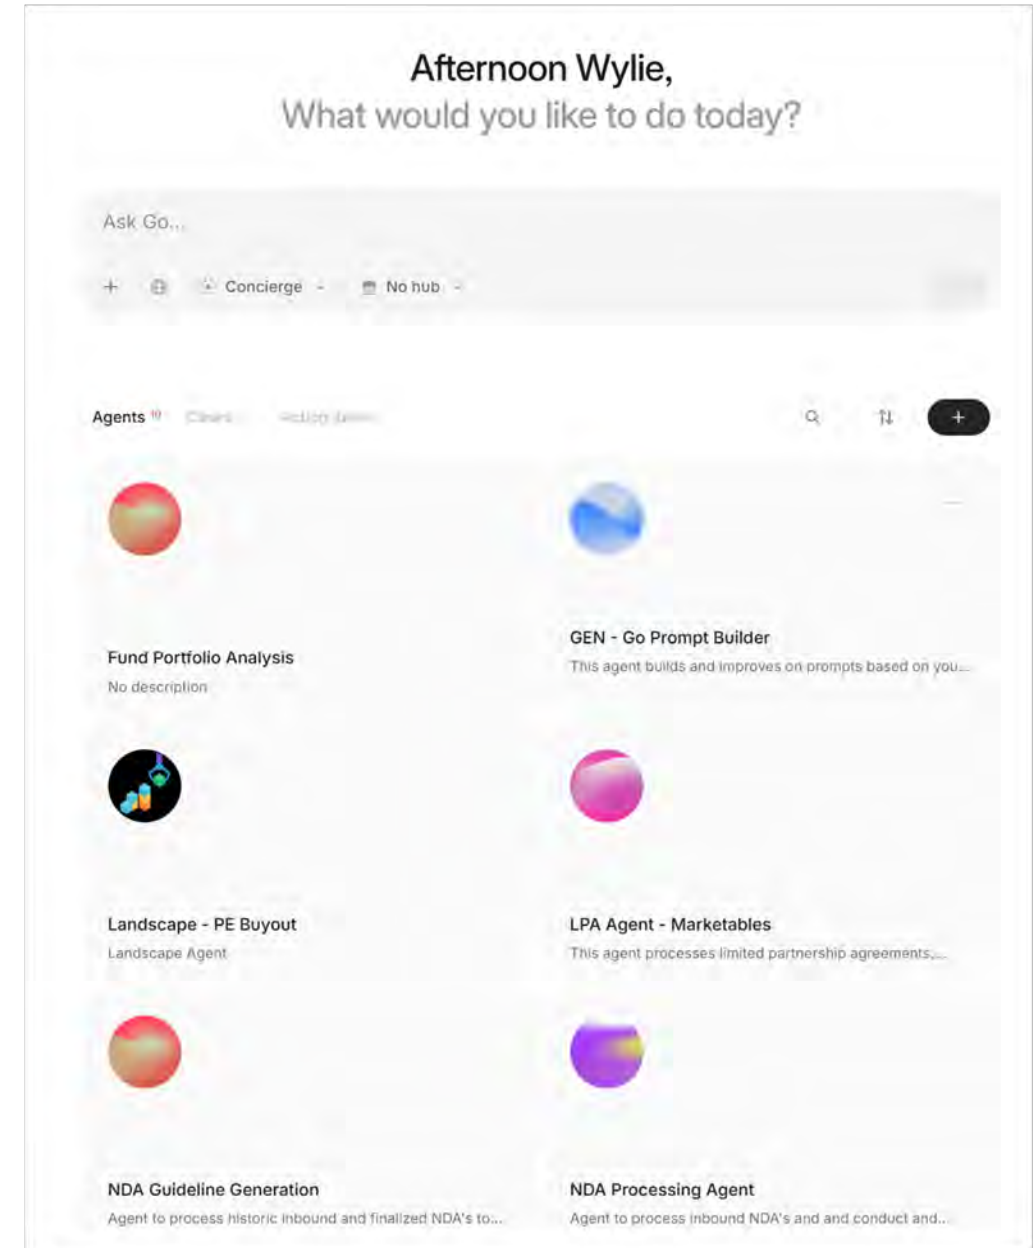 Afternoon Wylie,
What would you like to do today?
Ask Go...
Concierge
No hub
Agents
Fund Portfolio Analysis
No description
GEN - Go Prompt Builder
This agent builds and improves on prompts based on you...
Landscape - PE Buyout
Landscape Agent
LPA Agent - Marketables
This agent processes limited partnership agreements,...
NDA Guideline Generation
Agent to process historic inbound and finalized NDA's to...
NDA Processing Agent
Agent to process inbound NDA's and and conduct and...